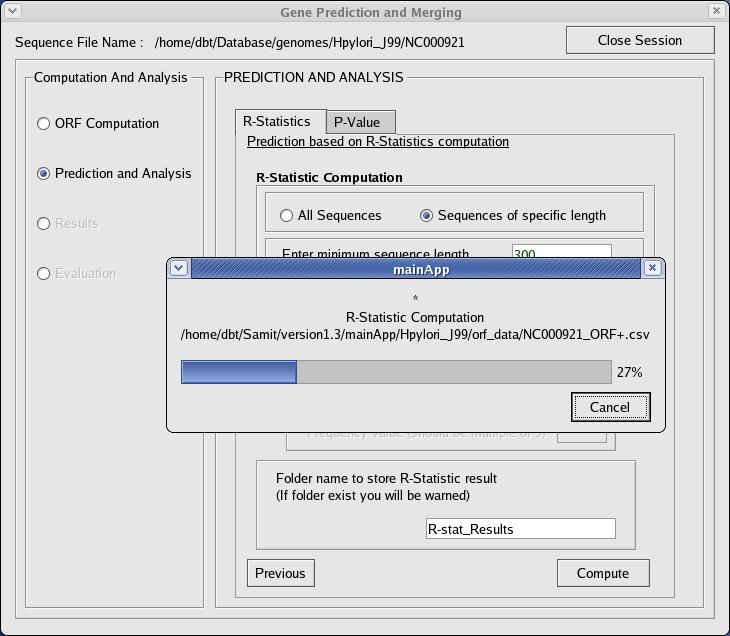 Gene Prediction and Merging
Sequence File Name : /home/dbt/Database/genomes/Hpylori_J99/NC000921
Close Session
Computation And Analysis
ORF Computation
Prediction and Analysis
Results
Evaluation
PREDICTION AND ANALYSIS
R-Statistics
P-Value
Prediction based on R-Statistics computation
R-Statistic Computation
All Sequences
Sequences of specific length
Enter minimum sequence length
300
mainApp
*
R-Statistic Computation
/home/dbt/Samit/version1.3/mainApp/Hpylori_J99/orf_data/NC000921_ORF+.csv
27%
Cancel
Frequency value (should be multiple of 3)
Folder name to store R-Statistic result
(If folder exist you will be warned)
R-stat_Results
Previous
Compute